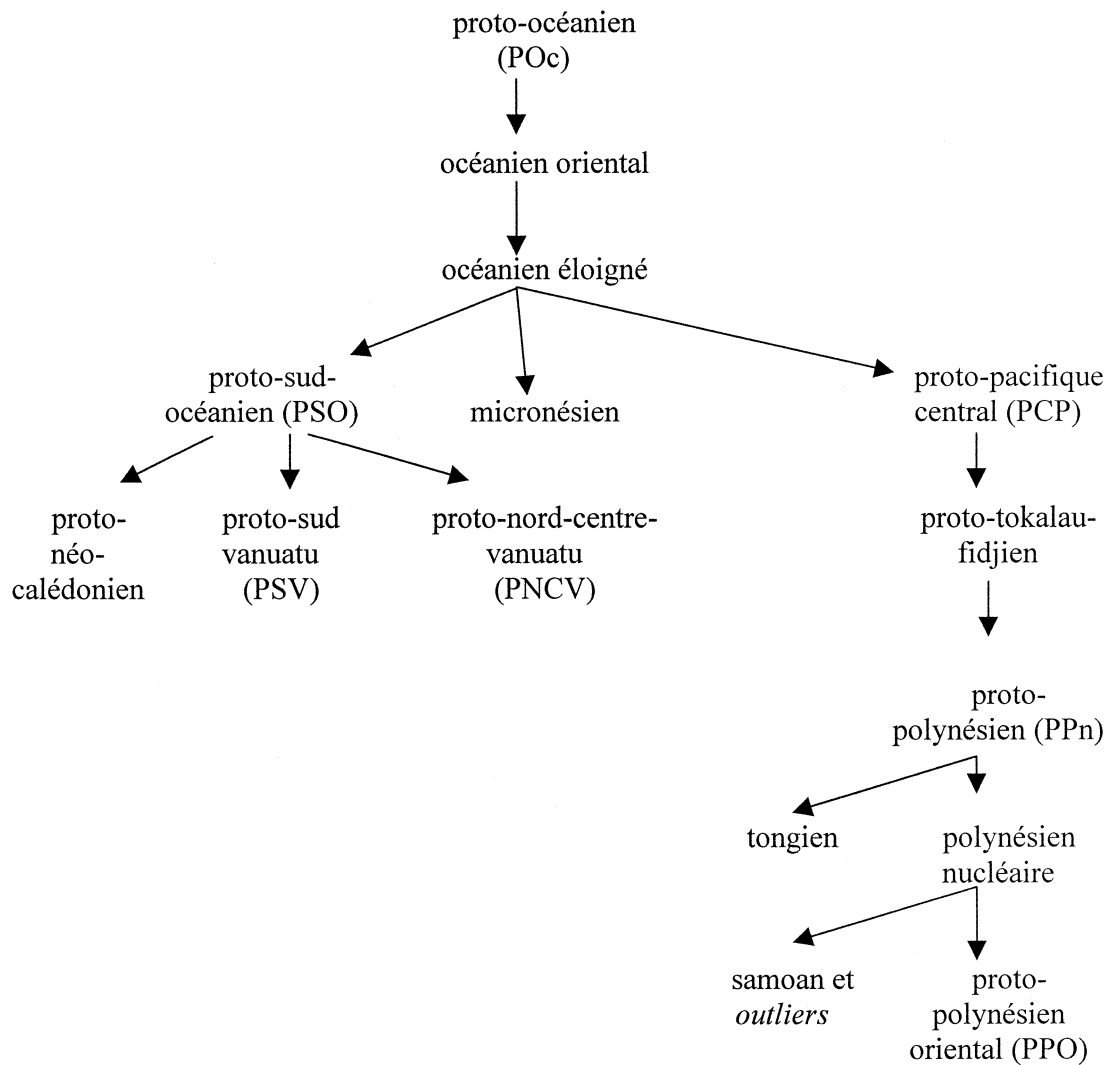 proto-océanien
(POc)
océanien oriental
océanien éloigné
proto-sud-
océanien (PSO)
micronésien
proto-pacifique
central (PCP)
proto-
néo-
calédonien
proto-sud
vanuatu
(PSV)
proto-nord-centre-
vanuatu
(PNCV)
proto-tokalau-
fidjien
proto-
polynésien (PPn)
tongien
polynésien
nucléaire
samoan et
outliers
proto-
polynésien
oriental (PPO)